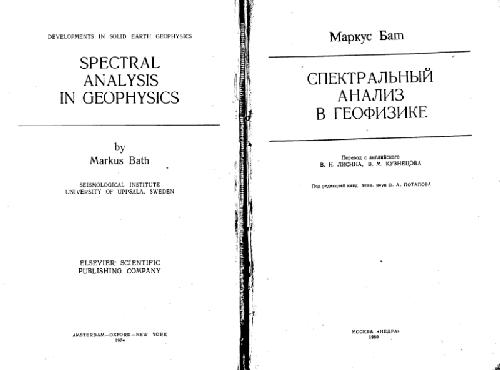 DEVELOPMENTS IN SOLID EARTH GEOPHYSICS
SPECTRAL
ANALYSIS
IN GEOPHYSICS
by
Markus Bath
SEISMOLOGICAL INSTITUTE
UNIVERSITY OF UPPSALA, SWEDEN
ELSEVIER SCIENTIFIC
PUBLISHING COMPANY
AMSTERDAM—OXFORD—NEW YORK
1974
Маркус Бат
СПЕКТРАЛЬНЫЙ
АНАЛИЗ
В ГЕОФИЗИКЕ
Перевод с английского
В. М. КУЗНЕЦОВА
Под редакцией канд. техн. наук О. А. ПОТАПОВА
МОСКВА «НЕДРА»
1980